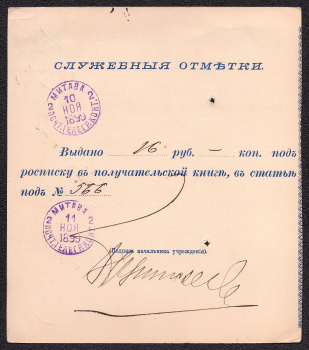 СЛУЖЕБНЫЯ ОТМѢТКИ.
МИТАВА
10
НОЯ
1899
Выдано 16 руб. — коп. подъ
росписку въ получательской книгѣ, въ статьѣ
подъ № 566
МИТАВА 2
11
НОЯ
1899
(Подпись начальника учрежденія).